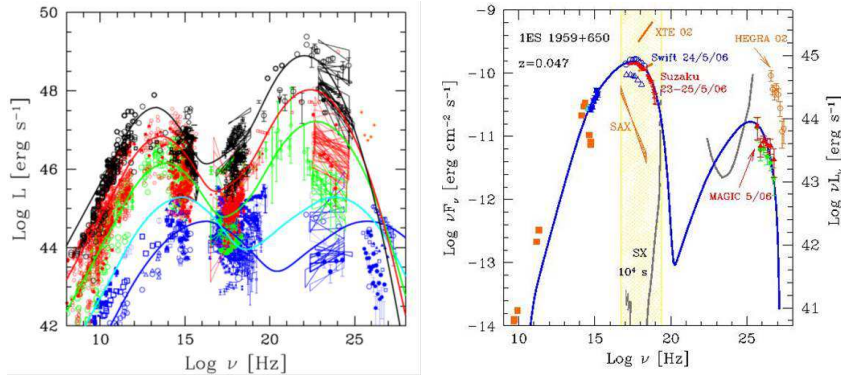 50
48
46
44
42
Log L [erg s⁻¹]
10
15
20
25
Log ν [Hz]
-9
-10
-11
-12
-13
-14
Log νFν [erg cm⁻² s⁻¹]
1ES 1959+650
z=0.047
XTE 02
HEGRA 02
Swift 24/5/06
Suzaku
23-25/5/06
SAX
MAGIC 5/06
SX
10⁴ s
45
44
43
42
41
Log νLν [erg s⁻¹]
10
15
20
25
Log ν [Hz]